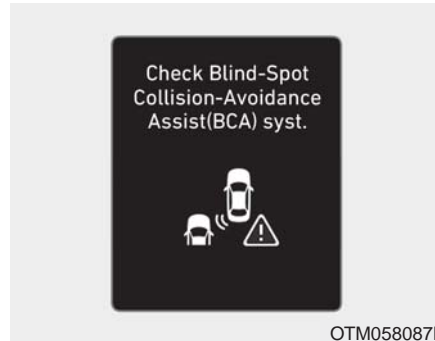 Check Blind-Spot
Collision-Avoidance
Assist(BCA) syst.
OTM058087